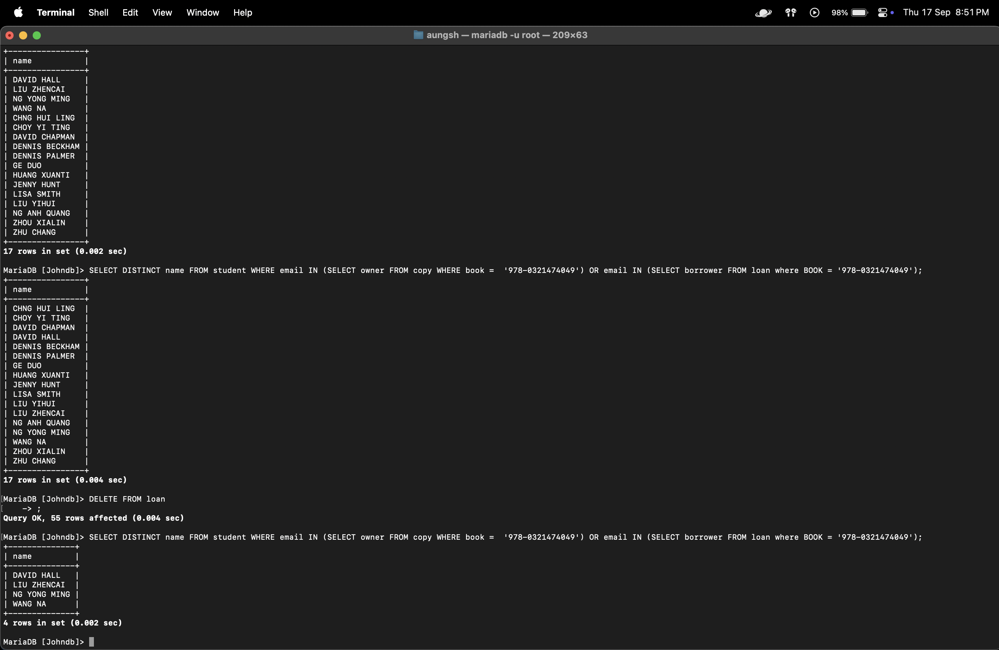 Terminal Shell Edit View Window Help 98% Thu 17 Sep 8:51 PM
aungsh — mariadb -u root — 209×63
+----------------+
| name           |
+----------------+
| DAVID HALL     |
| LIU ZHENCAI    |
| NG YONG MING   |
| WANG NA        |
| CHNG HUI LING  |
| CHOY YI TING   |
| DAVID CHAPMAN  |
| DENNIS BECKHAM |
| DENNIS PALMER  |
| GE DUO         |
| HUANG XUANTI   |
| JENNY HUNT     |
| LISA SMITH     |
| LIU YIHUI      |
| NG ANH QUANG   |
| ZHOU XIALIN    |
| ZHU CHANG      |
+----------------+
17 rows in set (0.002 sec)
MariaDB [Johndb]> SELECT DISTINCT name FROM student WHERE email IN (SELECT owner FROM copy WHERE book =  '978-0321474049') OR email IN (SELECT borrower FROM loan where BOOK = '978-0321474049');
+----------------+
| name           |
+----------------+
| CHNG HUI LING  |
| CHOY YI TING   |
| DAVID CHAPMAN  |
| DAVID HALL     |
| DENNIS BECKHAM |
| DENNIS PALMER  |
| GE DUO         |
| HUANG XUANTI   |
| JENNY HUNT     |
| LISA SMITH     |
| LIU YIHUI      |
| LIU ZHENCAI    |
| NG ANH QUANG   |
| NG YONG MING   |
| WANG NA        |
| ZHOU XIALIN    |
| ZHU CHANG      |
+----------------+
17 rows in set (0.004 sec)
[MariaDB [Johndb]> DELETE FROM loan
[    -> ;
Query OK, 55 rows affected (0.004 sec)
[MariaDB [Johndb]> SELECT DISTINCT name FROM student WHERE email IN (SELECT owner FROM copy WHERE book =  '978-0321474049') OR email IN (SELECT borrower FROM loan where BOOK = '978-0321474049');
+--------------+
| name         |
+--------------+
| DAVID HALL   |
| LIU ZHENCAI  |
| NG YONG MING |
| WANG NA      |
+--------------+
4 rows in set (0.002 sec)
MariaDB [Johndb]>